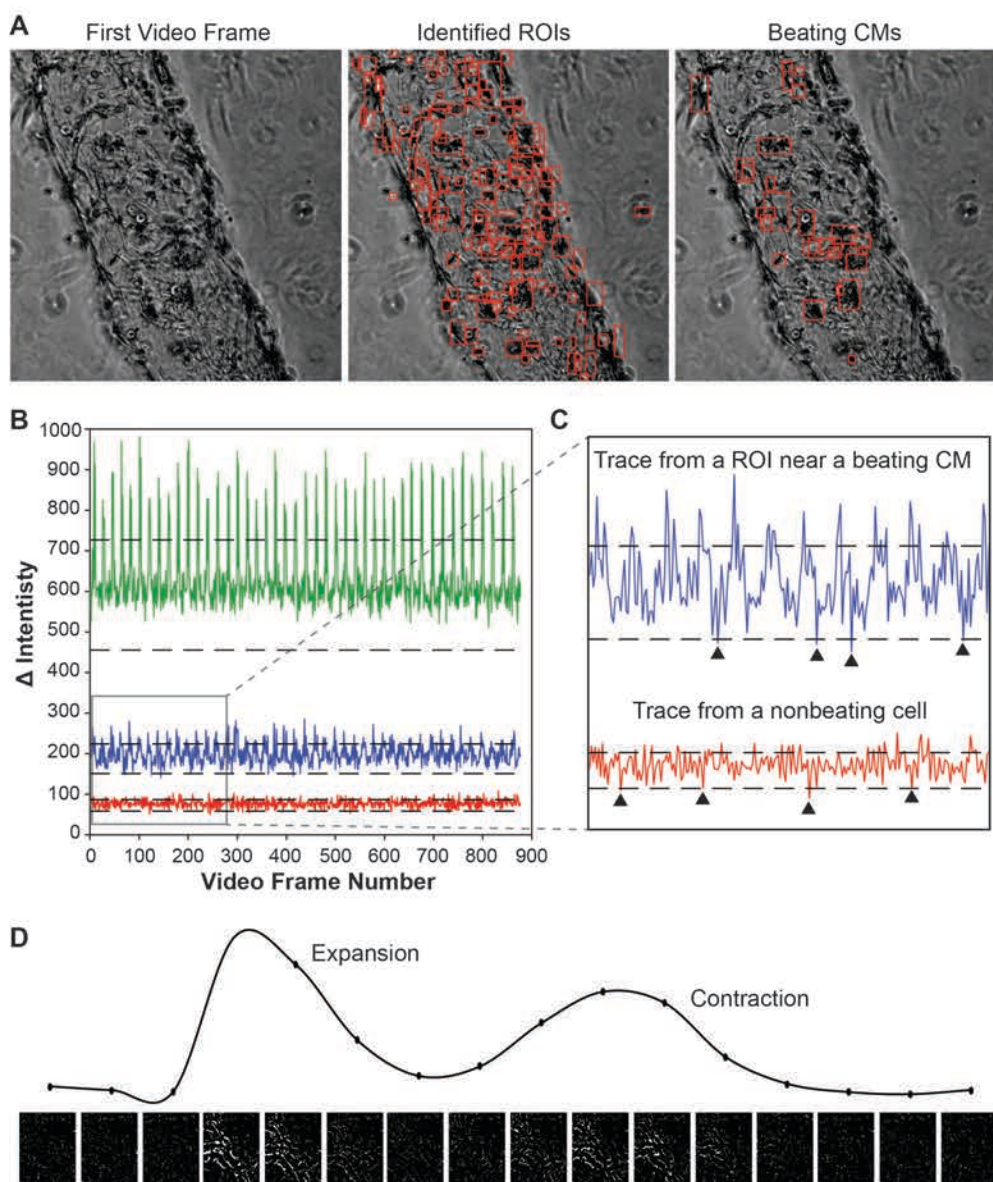 A
First Video Frame
Identified ROIs
Beating CMs
B
1000
900
800
700
600
500
400
300
200
100
0
Δ Intentisty
0 100 200 300 400 500 600 700 800 900
Video Frame Number
C
Trace from a ROI near a beating CM
Trace from a nonbeating cell
D
Expansion
Contraction